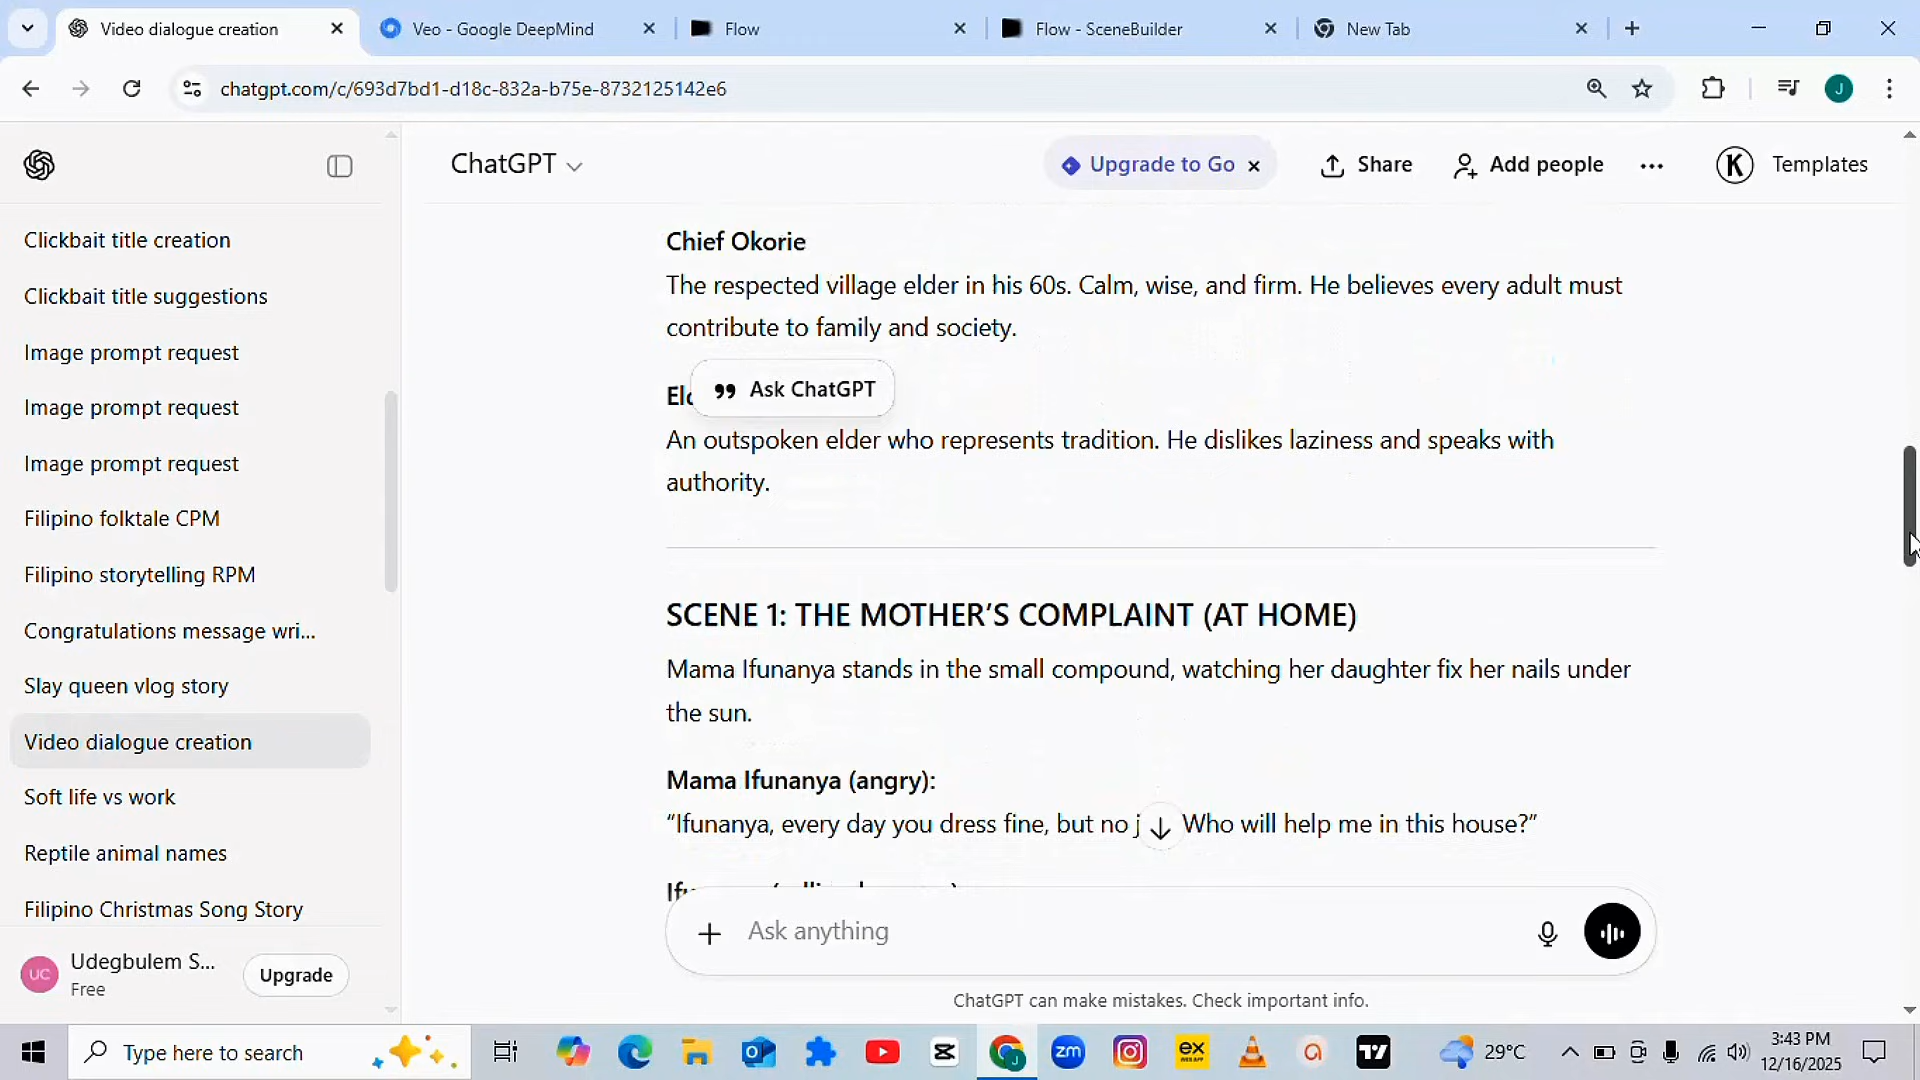 Video dialogue creation
Veo - Google DeepMind
Flow
Flow - SceneBuilder
New Tab
chatgpt.com/c/693d7bd1-d18c-832a-b75e-8732125142e6
J
ChatGPT
Upgrade to Go
Share
Add people
K
Templates
Clickbait title creation
Clickbait title suggestions
Image prompt request
Image prompt request
Image prompt request
Filipino folktale CPM
Filipino storytelling RPM
Congratulations message wri...
Slay queen vlog story
Video dialogue creation
Soft life vs work
Reptile animal names
Filipino Christmas Song Story
UC
Udegbulem S...
Free
Upgrade
Chief Okorie
The respected village elder in his 60s. Calm, wise, and firm. He believes every adult must
contribute to family and society.
Ask ChatGPT
An outspoken elder who represents tradition. He dislikes laziness and speaks with
authority.
SCENE 1: THE MOTHER’S COMPLAINT (AT HOME)
Mama Ifunanya stands in the small compound, watching her daughter fix her nails under
the sun.
Mama Ifunanya (angry):
“Ifunanya, every day you dress fine, but no j Who will help me in this house?”
Ask anything
ChatGPT can make mistakes. Check important info.
Type here to search
zm
ex
29°C
3:43 PM
12/16/2025